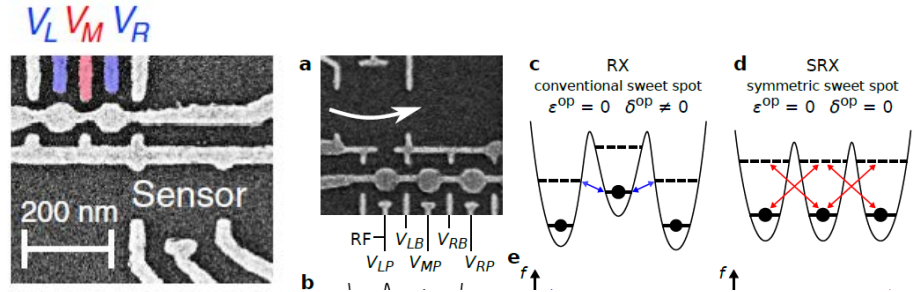 V_L V_M V_R
Sensor
200 nm
a
RF
V_LB V_RB
V_LP V_MP V_RP
b
c RX
conventional sweet spot
ε^op = 0 δ^op ≠ 0
d SRX
symmetric sweet spot
ε^op = 0 δ^op = 0
e
f
f